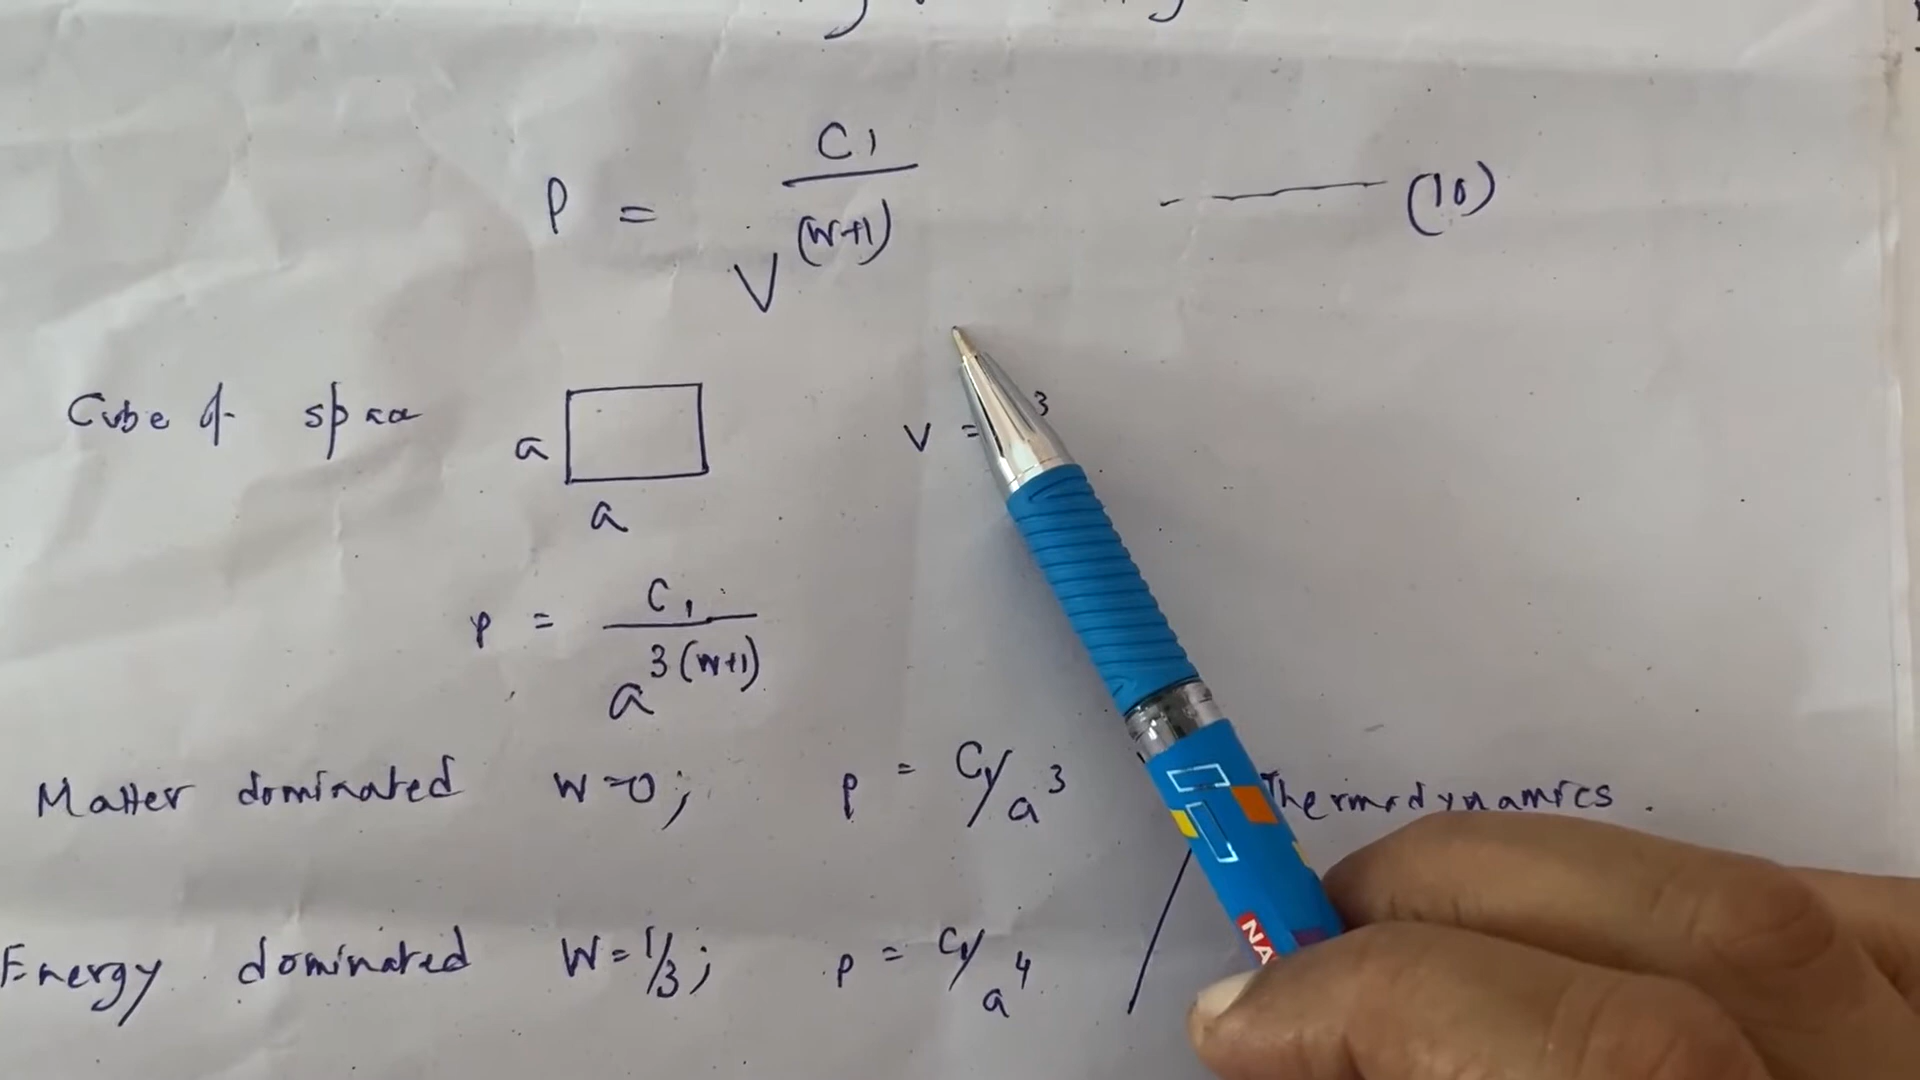 ρ = C1 / V^(W+1) ——— (10)
Cube of space a a V = 3
ρ = C1 / a^3(W+1)
Matter dominated W=0; ρ = C1/a^3 Thermodynamics.
Energy dominated W=1/3; ρ = C1/a^4
NA